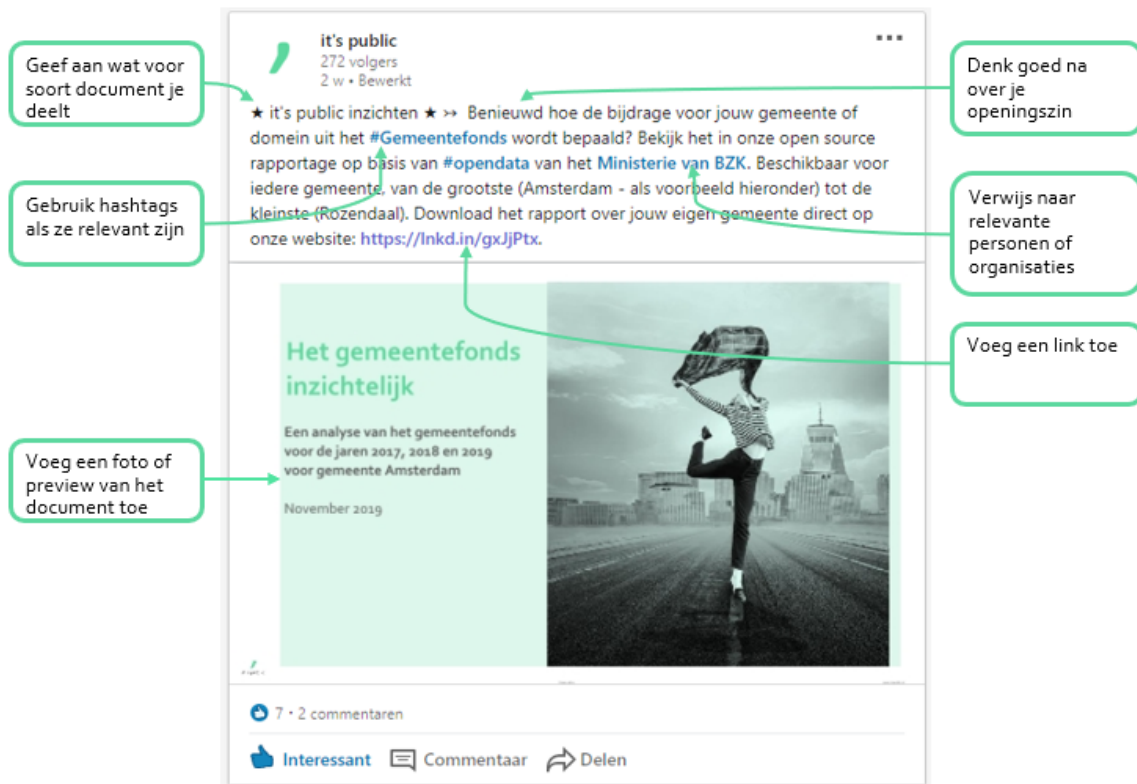 it's public
272 volgers
2 w • Bewerkt
★ it's public inzichten ★ ↣ Benieuwd hoe de bijdrage voor jouw gemeente of
domein uit het #Gemeentefonds wordt bepaald? Bekijk het in onze open source
rapportage op basis van #opendata van het Ministerie van BZK. Beschikbaar voor
iedere gemeente, van de grootste (Amsterdam - als voorbeeld hieronder) tot de
kleinste (Rozendaal). Download het rapport over jouw eigen gemeente direct op
onze website: https://lnkd.in/gxJjPtx.
Geef aan wat voor
soort document je
deelt
Gebruik hashtags
als ze relevant zijn
Voeg een foto of
preview van het
document toe
Denk goed na
over je
openingszin
Verwijs naar
relevante
personen of
organisaties
Voeg een link toe
Het gemeentefonds
inzichtelijk
Een analyse van het gemeentefonds
voor de jaren 2017, 2018 en 2019
voor gemeente Amsterdam
November 2019
7 • 2 commentaren
Interessant
Commentaar
Delen